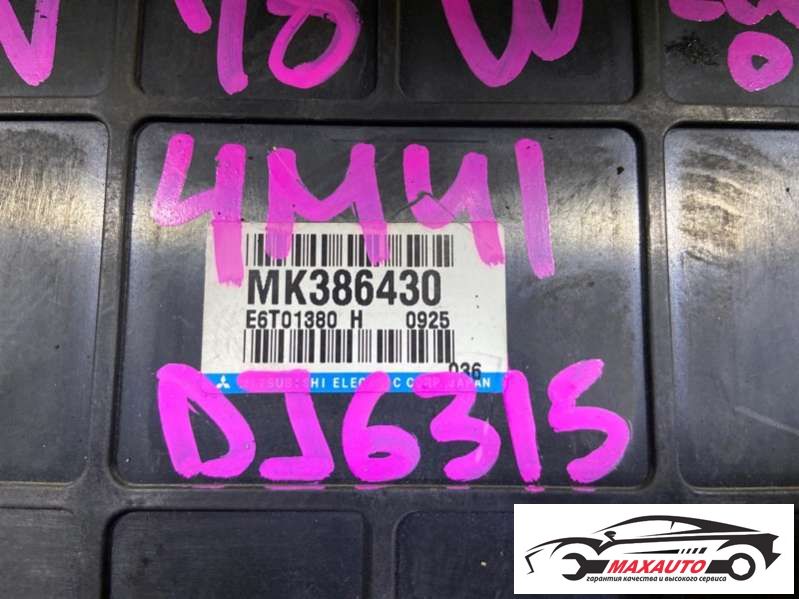 4M41
MK386430
E6T01380 H 0925
036
MITSUBISHI ELECTRIC CORP. JAPAN
DJ6315
MAXAUTO
гарантия качества и высокого сервиса